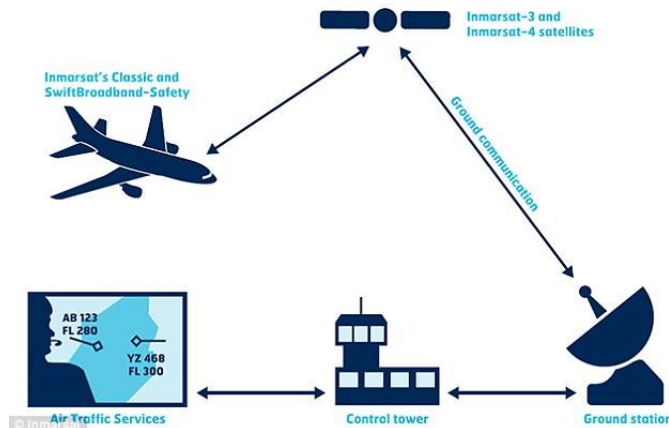 Inmarsat-3 and
Inmarsat-4 satellites
Inmarsat's Classic and
SwiftBroadband-Safety
Ground communication
AB 123
FL 280
YZ 468
FL 300
© Inmarsat
Air Traffic Services
Control tower
Ground station